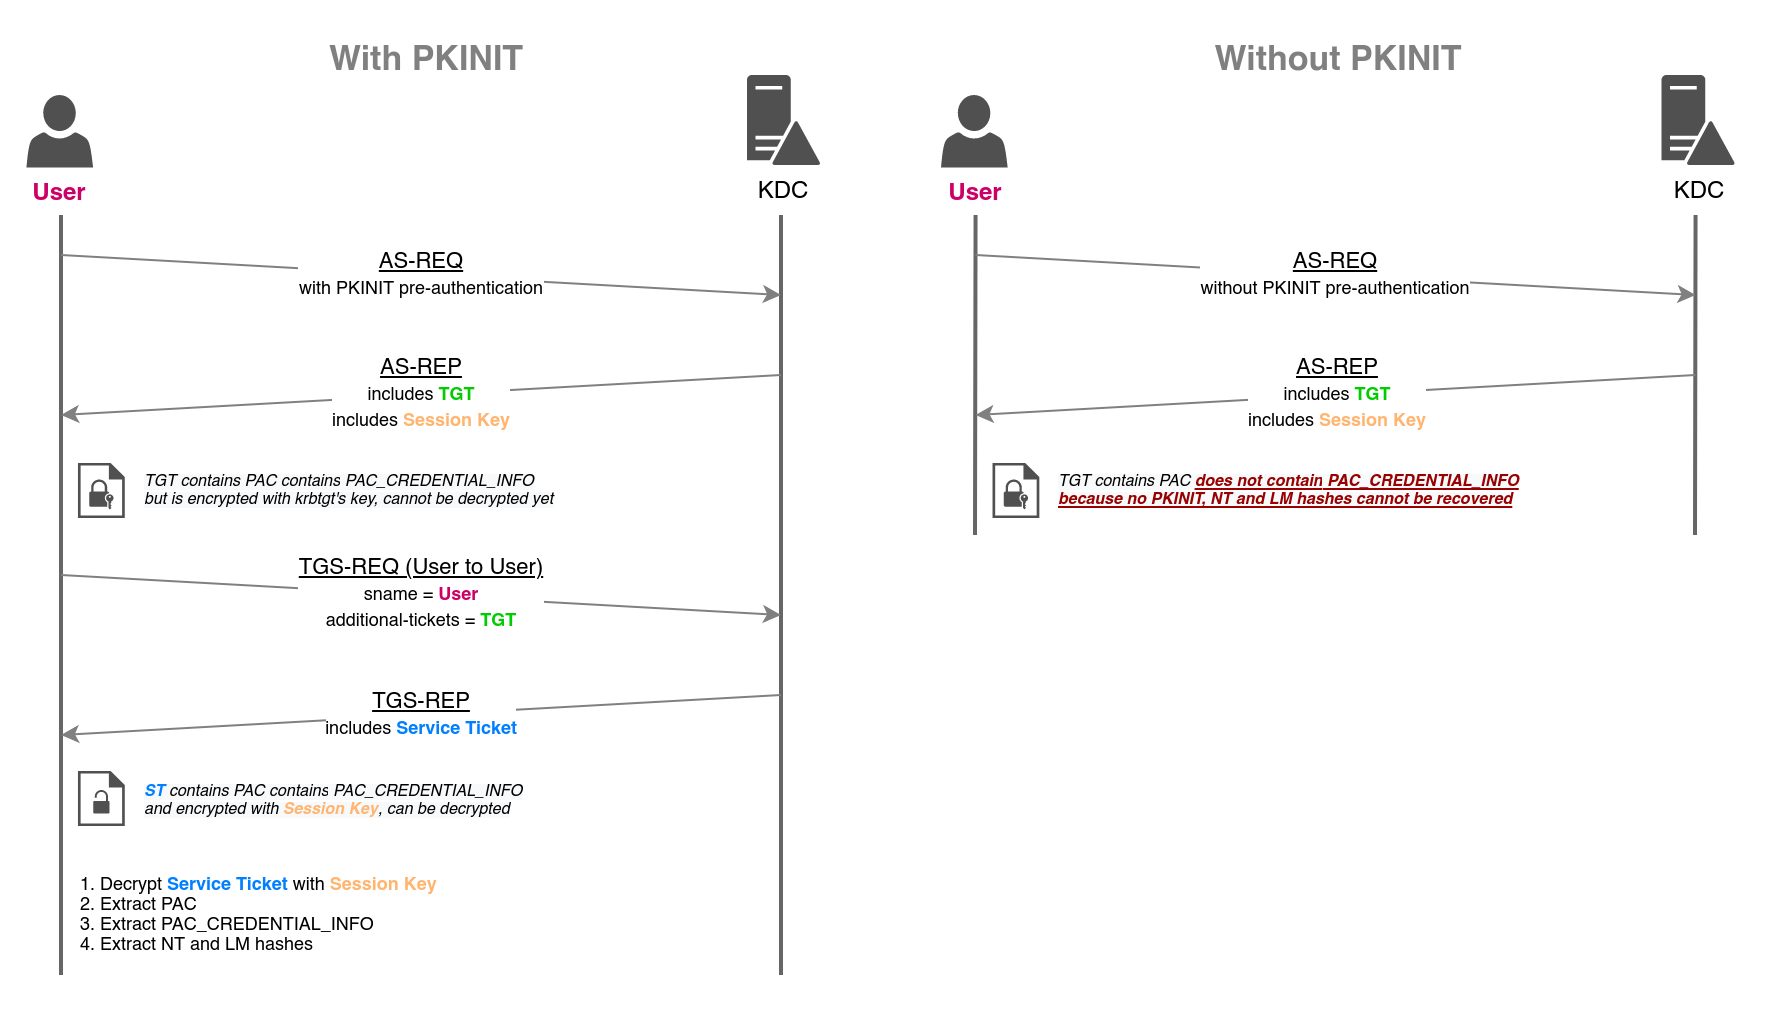 With PKINIT
User
KDC
AS-REQ
with PKINIT pre-authentication
AS-REP
includes TGT
includes Session Key
TGT contains PAC contains PAC_CREDENTIAL_INFO
but is encrypted with krbtgt's key, cannot be decrypted yet
TGS-REQ (User to User)
sname = User
additional-tickets = TGT
TGS-REP
includes Service Ticket
ST contains PAC contains PAC_CREDENTIAL_INFO
and encrypted with Session Key, can be decrypted
1. Decrypt Service Ticket with Session Key
2. Extract PAC
3. Extract PAC_CREDENTIAL_INFO
4. Extract NT and LM hashes
Without PKINIT
User
KDC
AS-REQ
without PKINIT pre-authentication
AS-REP
includes TGT
includes Session Key
TGT contains PAC does not contain PAC_CREDENTIAL_INFO
because no PKINIT, NT and LM hashes cannot be recovered